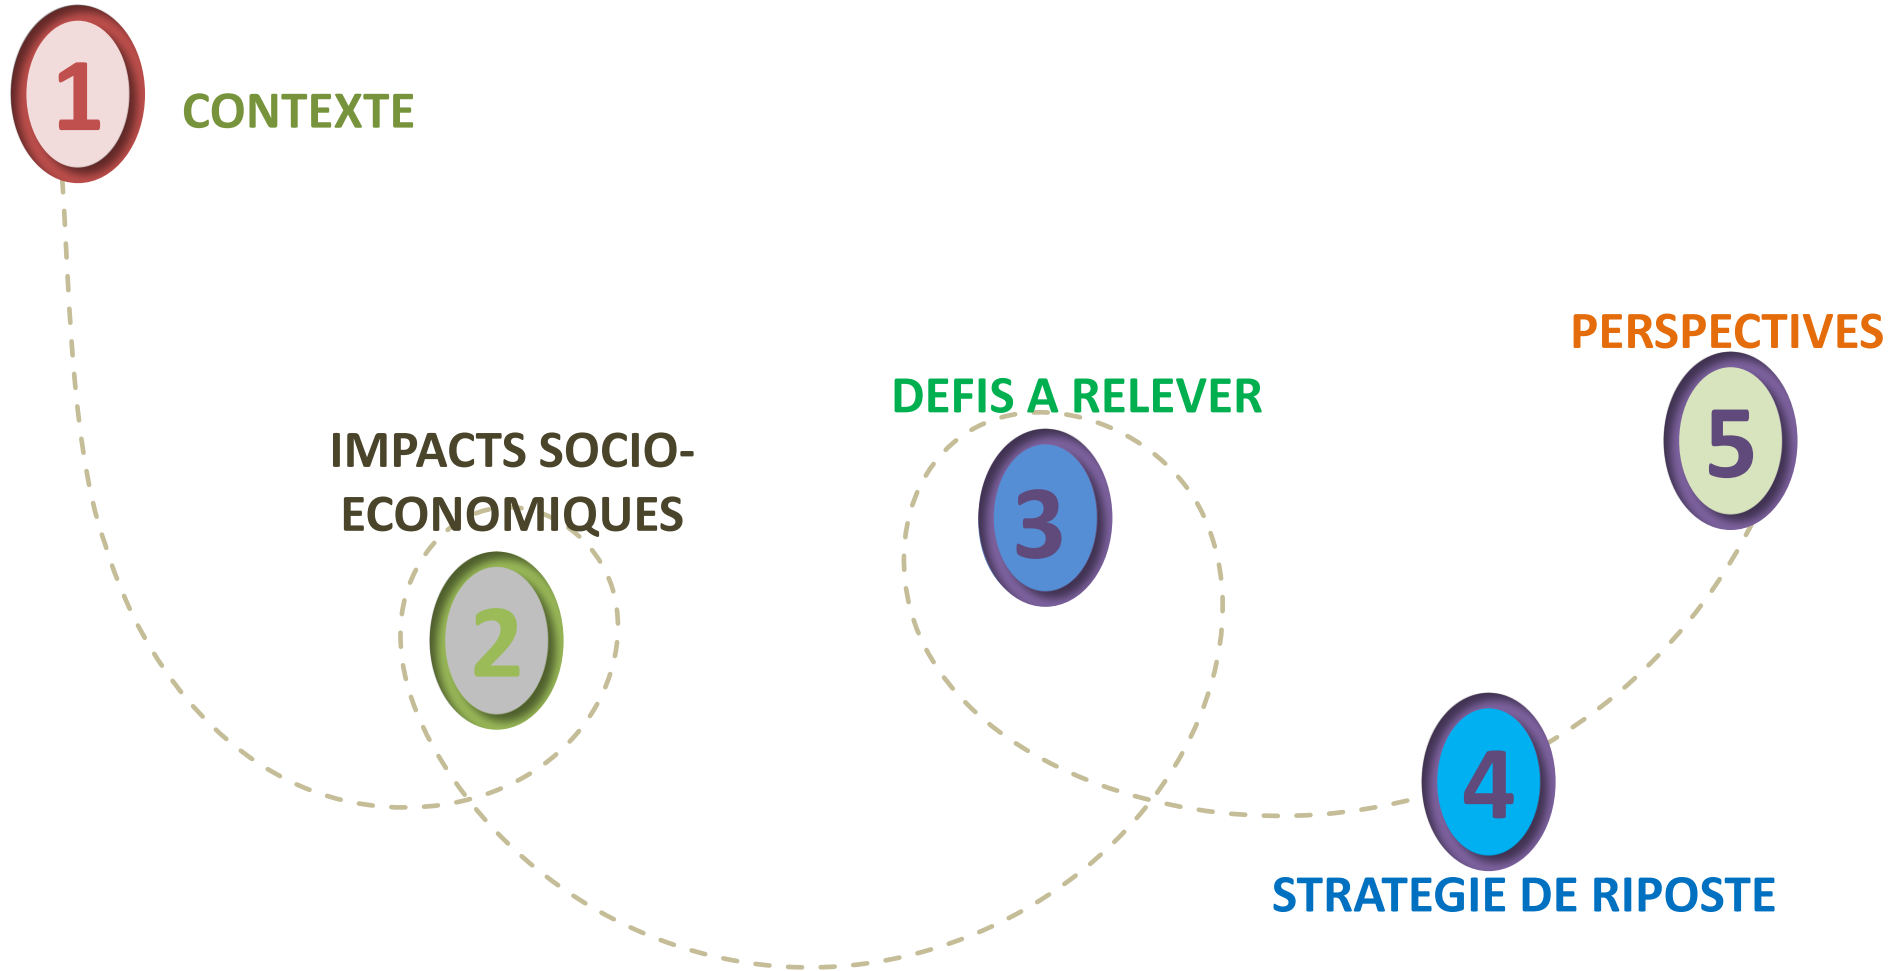 1
CONTEXTE
IMPACTS SOCIO-
ECONOMIQUES
2
DEFIS A RELEVER
3
4
STRATEGIE DE RIPOSTE
PERSPECTIVES
5